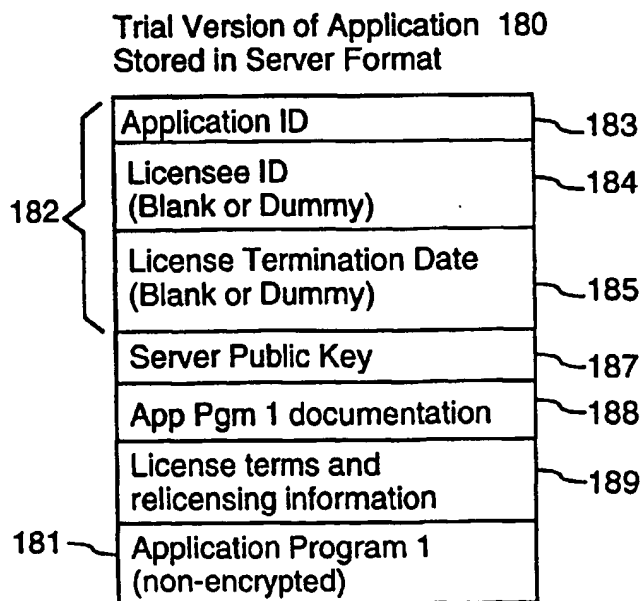 Trial Version of Application 180
Stored in Server Format
Application ID 183
Licensee ID
(Blank or Dummy) 184
182
License Termination Date
(Blank or Dummy) 185
Server Public Key 187
App Pgm 1 documentation 188
License terms and
relicensing information 189
181 Application Program 1
(non-encrypted)